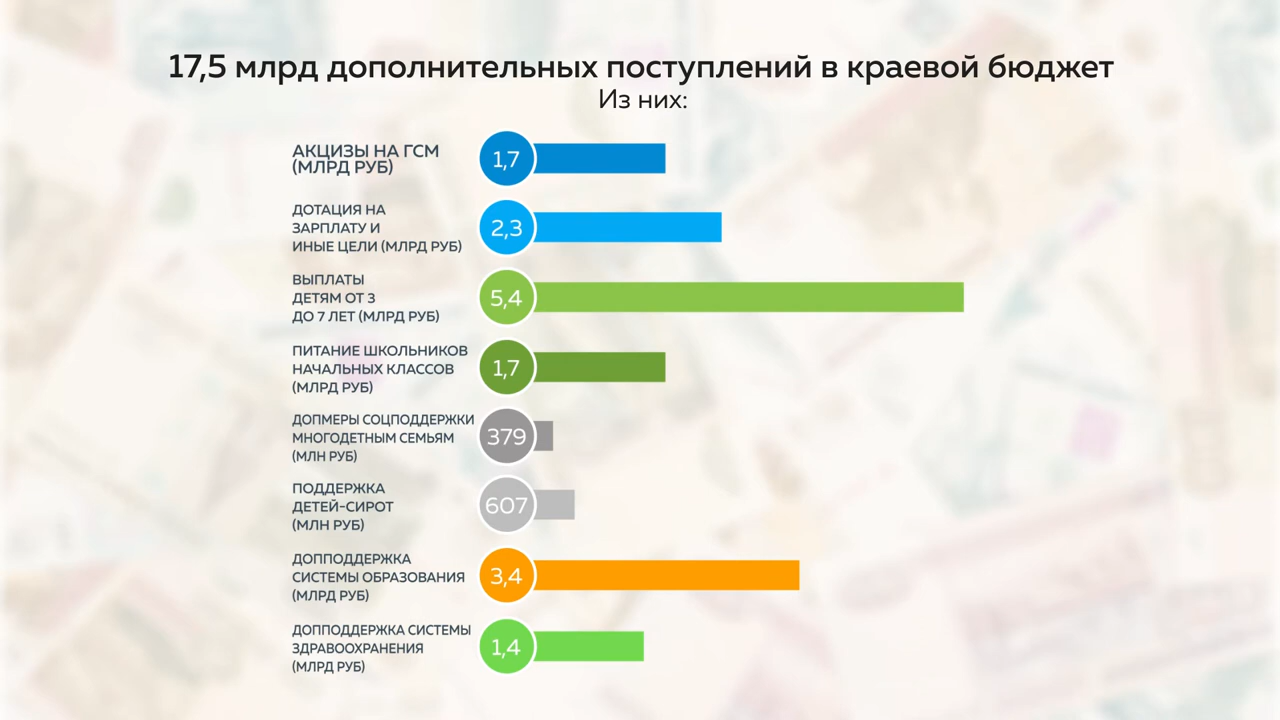 17,5 млрд дополнительных поступлений в краевой бюджет
Из них:
АКЦИЗЫ НА ГСМ
(МЛРД РУБ)
1,7
ДОТАЦИЯ НА
ЗАРПЛАТУ И
ИНЫЕ ЦЕЛИ (МЛРД РУБ)
2,3
ВЫПЛАТЫ
ДЕТЯМ ОТ 3
ДО 7 ЛЕТ (МЛРД РУБ)
5,4
ПИТАНИЕ ШКОЛЬНИКОВ
НАЧАЛЬНЫХ КЛАССОВ
(МЛРД РУБ)
1,7
ДОПМЕРЫ СОЦПОДДЕРЖКИ
МНОГОДЕТНЫМ СЕМЬЯМ
(МЛН РУБ)
379
ПОДДЕРЖКА
ДЕТЕЙ-СИРОТ
(МЛН РУБ)
607
ДОППОДДЕРЖКА
СИСТЕМЫ ОБРАЗОВАНИЯ
(МЛРД РУБ)
3,4
ДОППОДДЕРЖКА СИСТЕМЫ
ЗДРАВООХРАНЕНИЯ
(МЛРД РУБ)
1,4